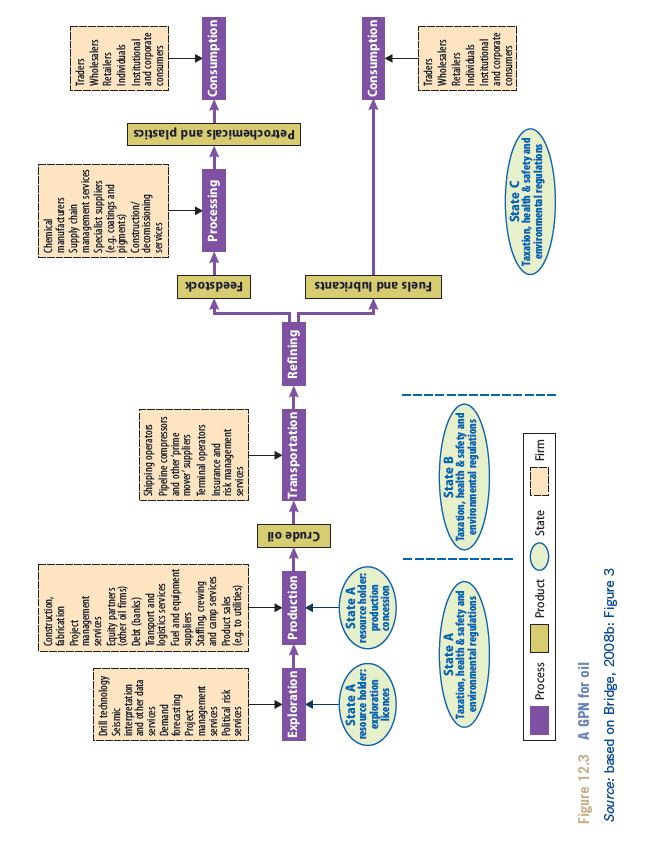 Drill technology
Seismic
interpretation
and other data
services
Demand
forecasting
Project
management
services
Political risk
services
Construction,
fabrication
Project
management
services
Equity partners
(other oil firms)
Debt (banks)
Transport and
logistics services
Fuel and equipment
suppliers
Staffing, crewing
and camp services
Product sales
(e.g. to utilities)
Shipping operators
Pipeline compressors
and other 'prime
mover' suppliers
Terminal operators
Insurance and
risk management
services
Chemical
manufacturers
Supply chain
management services
Specialist suppliers
(e.g. coatings and
pigments)
Construction/
decomissioning
services
Traders
Wholesalers
Retailers
Individuals
Institutional
and corporate
consumers
Exploration
Production
Crude oil
Transportation
Refining
Feedstock
Processing
Petrochemicals and plastics
Consumption
Fuels and lubricants
Consumption
Traders
Wholesalers
Retailers
Individuals
Institutional
and corporate
consumers
State A
resource holder:
exploration
licences
State A
resource holder:
production
concession
State A
Taxation, health & safety and
environmental regulations
State B
Taxation, health & safety and
environmental regulations
State C
Taxation, health & safety and
environmental regulations
Process
Product
State
Firm
Figure 12.3 A GPN for oil
Source: based on Bridge, 2008b: Figure 3